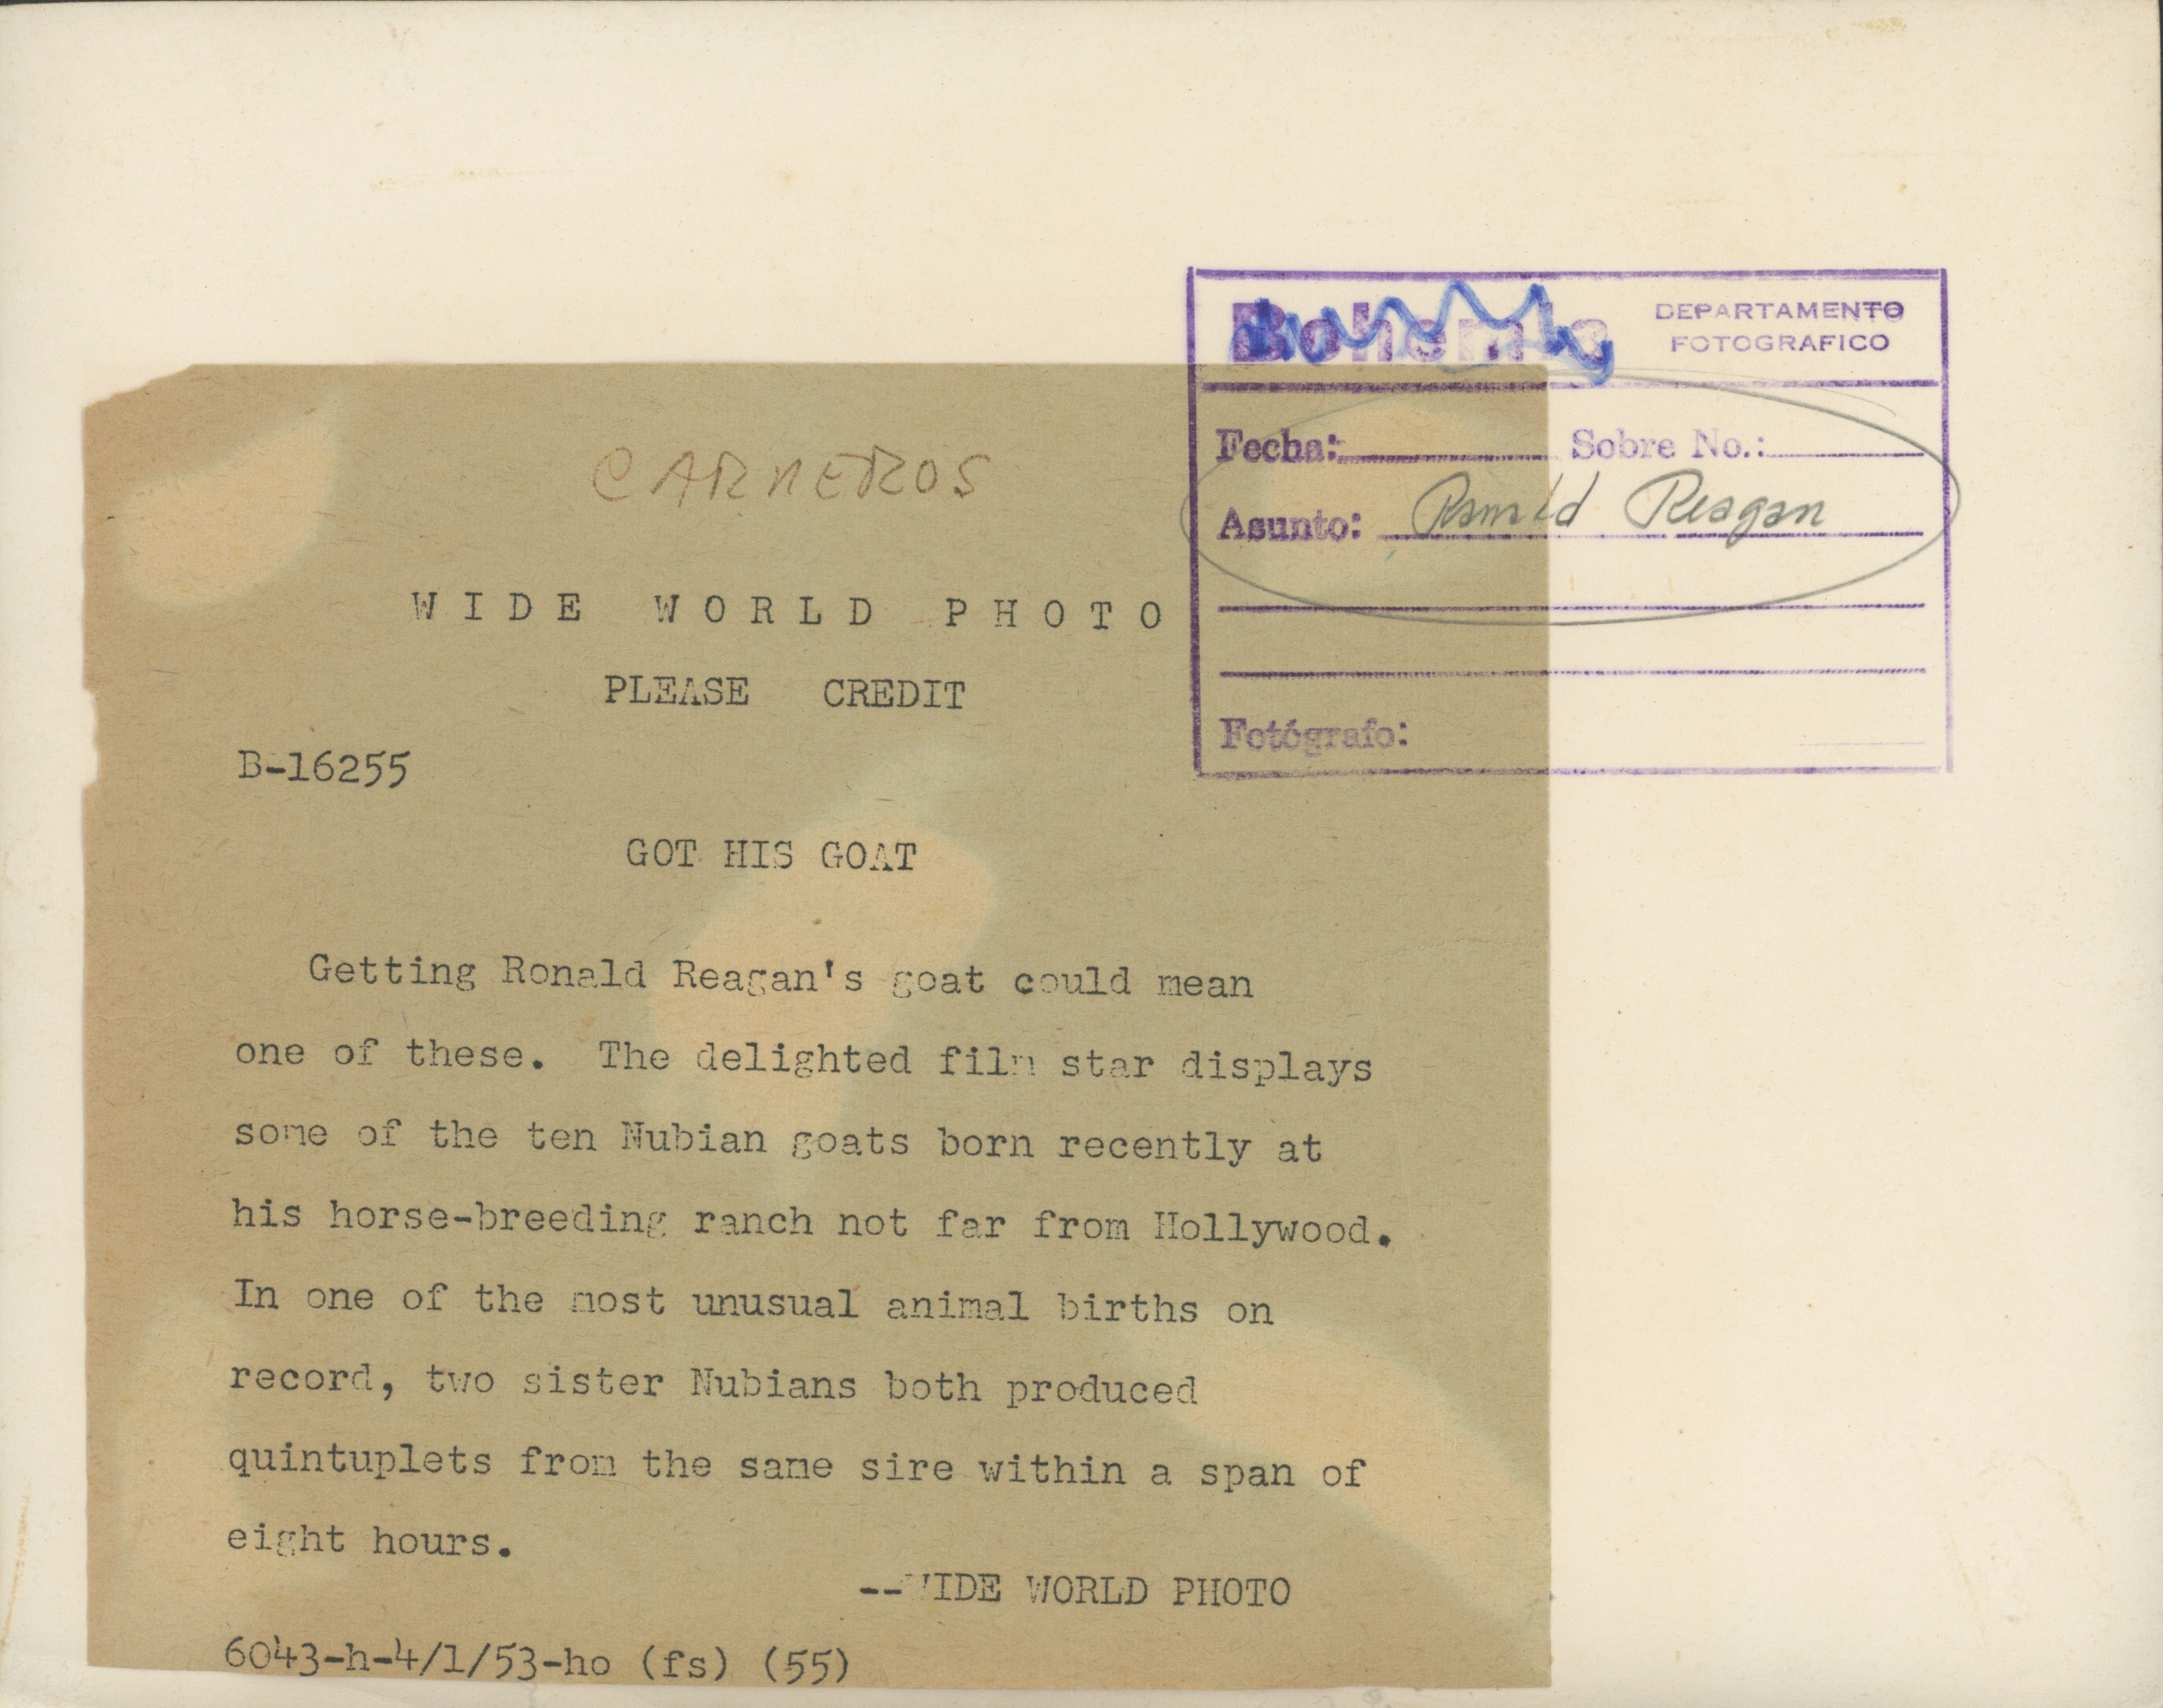 Bohemia DEPARTAMENTO
FOTOGRAFICO
Fecha: Sobre No.:
Asunto: Ronald Reagan
Fotógrafo:
CARNEROS
WIDE WORLD PHOTO
PLEASE CREDIT
B-16255
GOT HIS GOAT
Getting Ronald Reagan's goat could mean
one of these. The delighted film star displays
some of the ten Nubian goats born recently at
his horse-breeding ranch not far from Hollywood.
In one of the most unusual animal births on
record, two sister Nubians both produced
quintuplets from the same sire within a span of
eight hours.
--WIDE WORLD PHOTO
6043-h-4/1/53-ho (fs) (55)